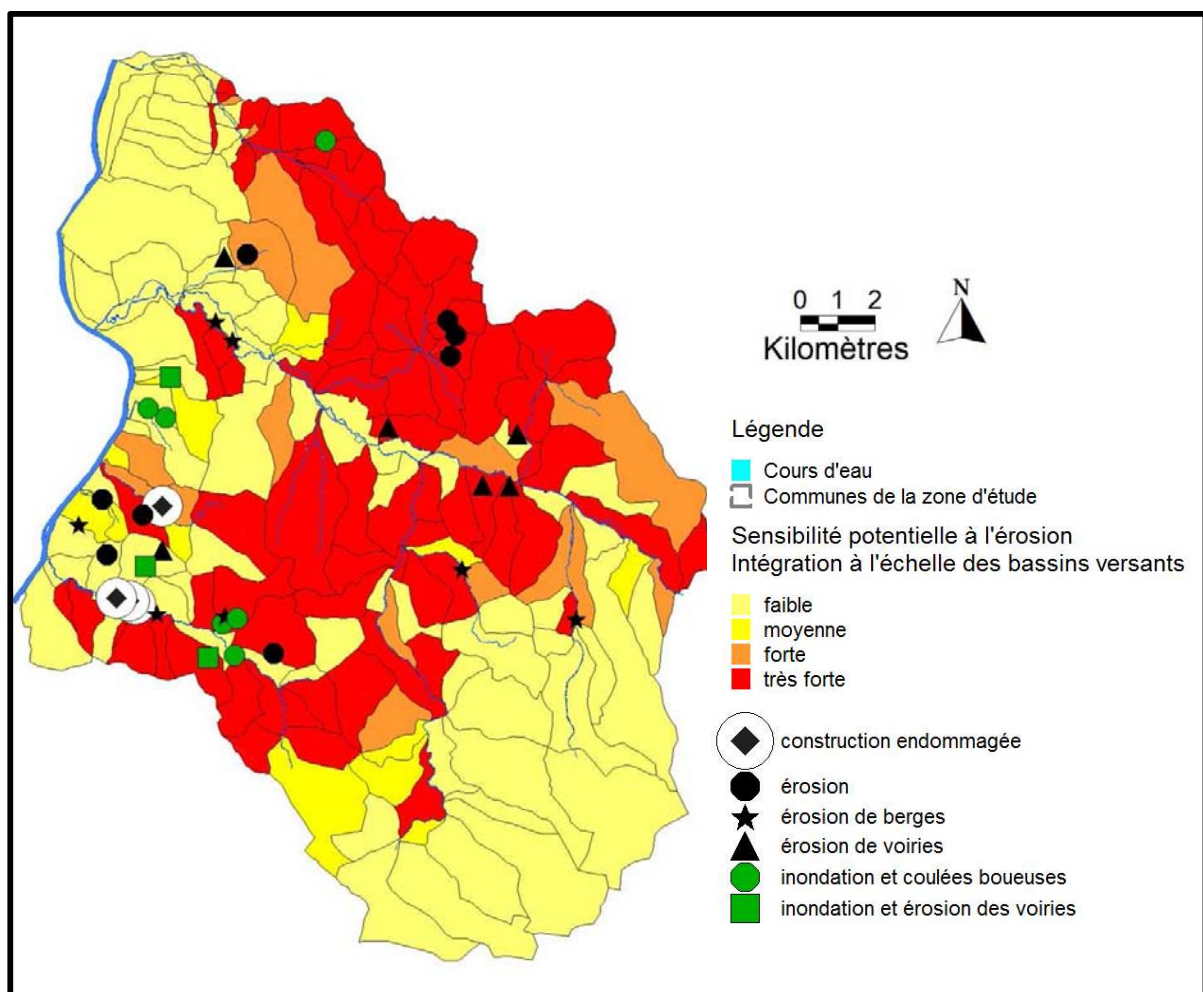 N
0 1 2
Kilomètres
Légende
Cours d'eau
Communes de la zone d'étude
Sensibilité potentielle à l'érosion
Intégration à l'échelle des bassins versants
faible
moyenne
forte
très forte
construction endommagée
érosion
érosion de berges
érosion de voiries
inondation et coulées boueuses
inondation et érosion des voiries